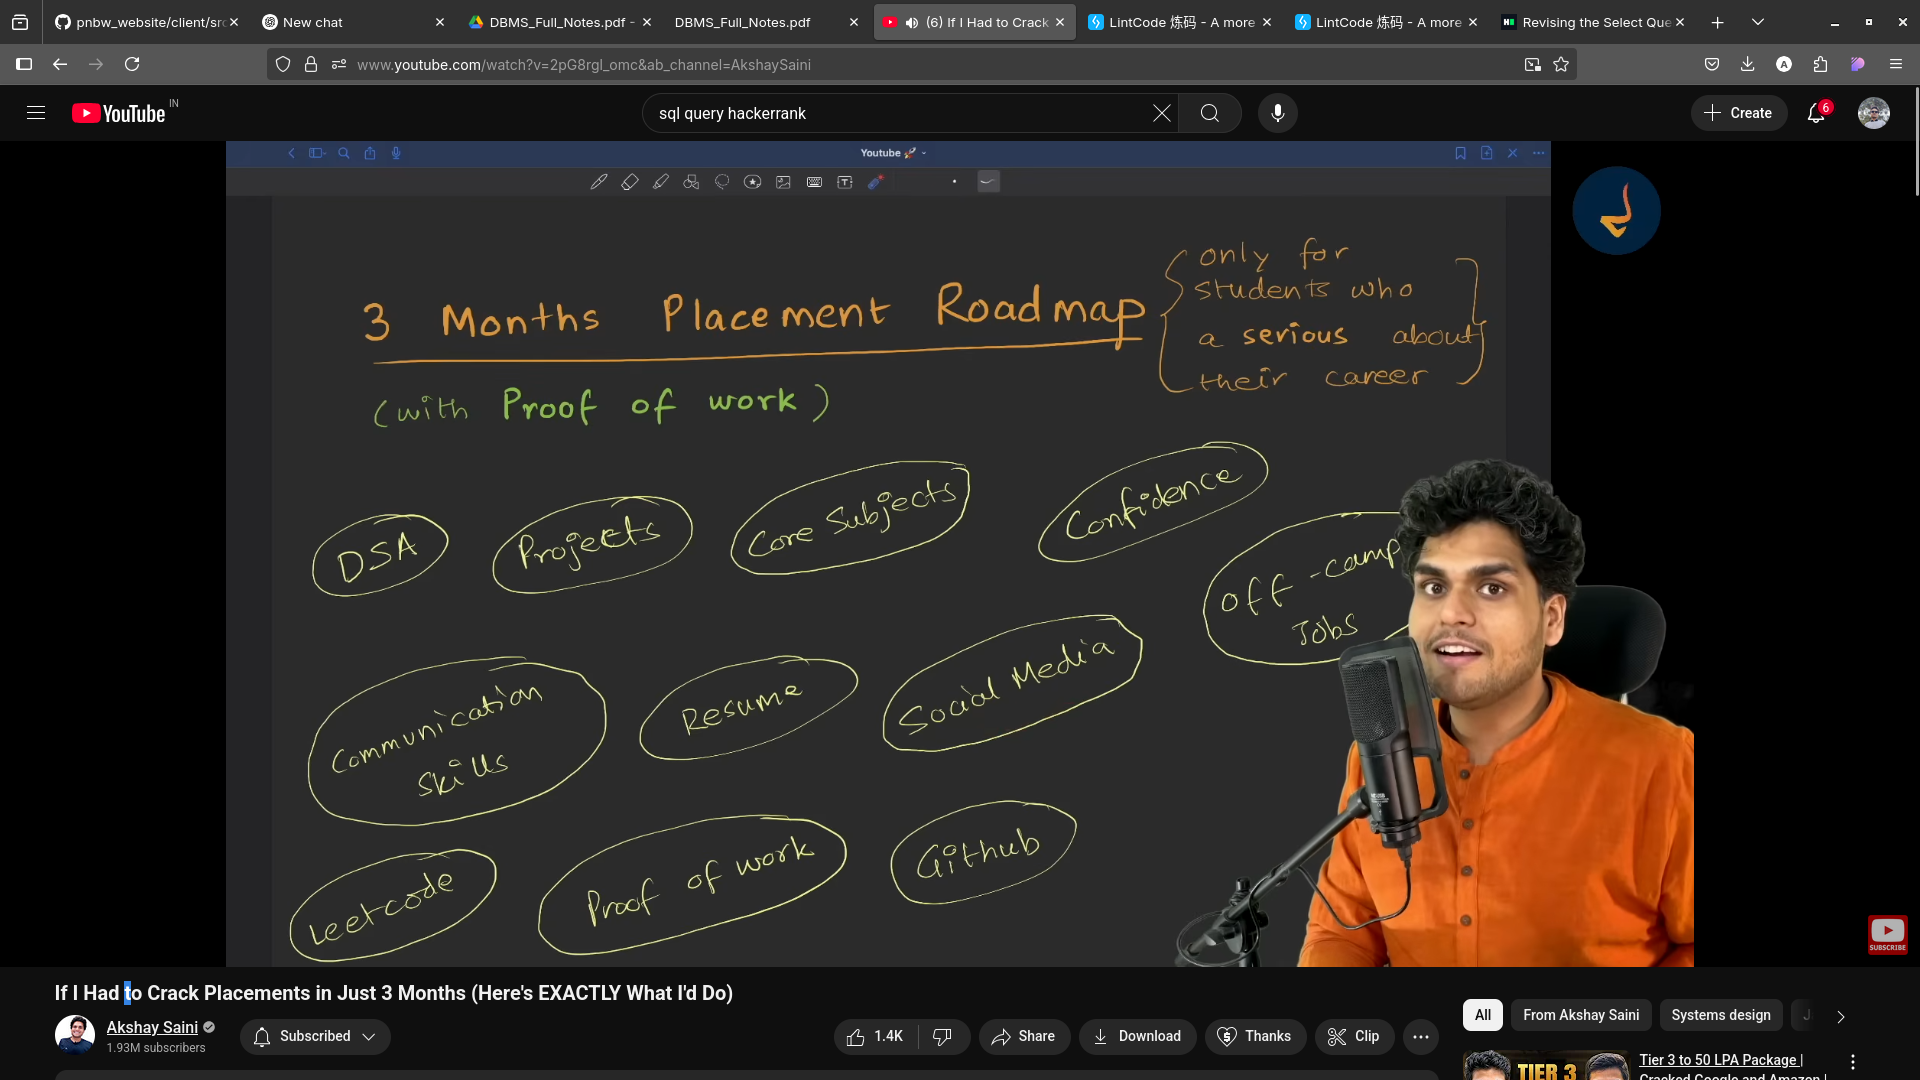 pnbw_website/client/src
New chat
DBMS_Full_Notes.pdf -
DBMS_Full_Notes.pdf
(6) If I Had to Crack
LintCode 炼码 - A more
LintCode 炼码 - A more
Revising the Select Que
www.youtube.com/watch?v=2pG8rgI_omc&ab_channel=AkshaySaini
YouTube IN
sql query hackerrank
Create
6
Youtube 🚀
3 Months Placement Roadmap
only for
students who
a serious about
their career
(with Proof of work)
DSA
Projects
Core Subjects
Confidence
Off-camp
Jobs
Communication
Skills
Resume
Social Media
Leetcode
Proof of work
Github
SUBSCRIBE
If I Had to Crack Placements in Just 3 Months (Here's EXACTLY What I'd Do)
Akshay Saini
1.93M subscribers
Subscribed
1.4K
Share
Download
Thanks
Clip
All
From Akshay Saini
Systems design
TIER 3
Tier 3 to 50 LPA Package |
Cracked Google and Amazon |